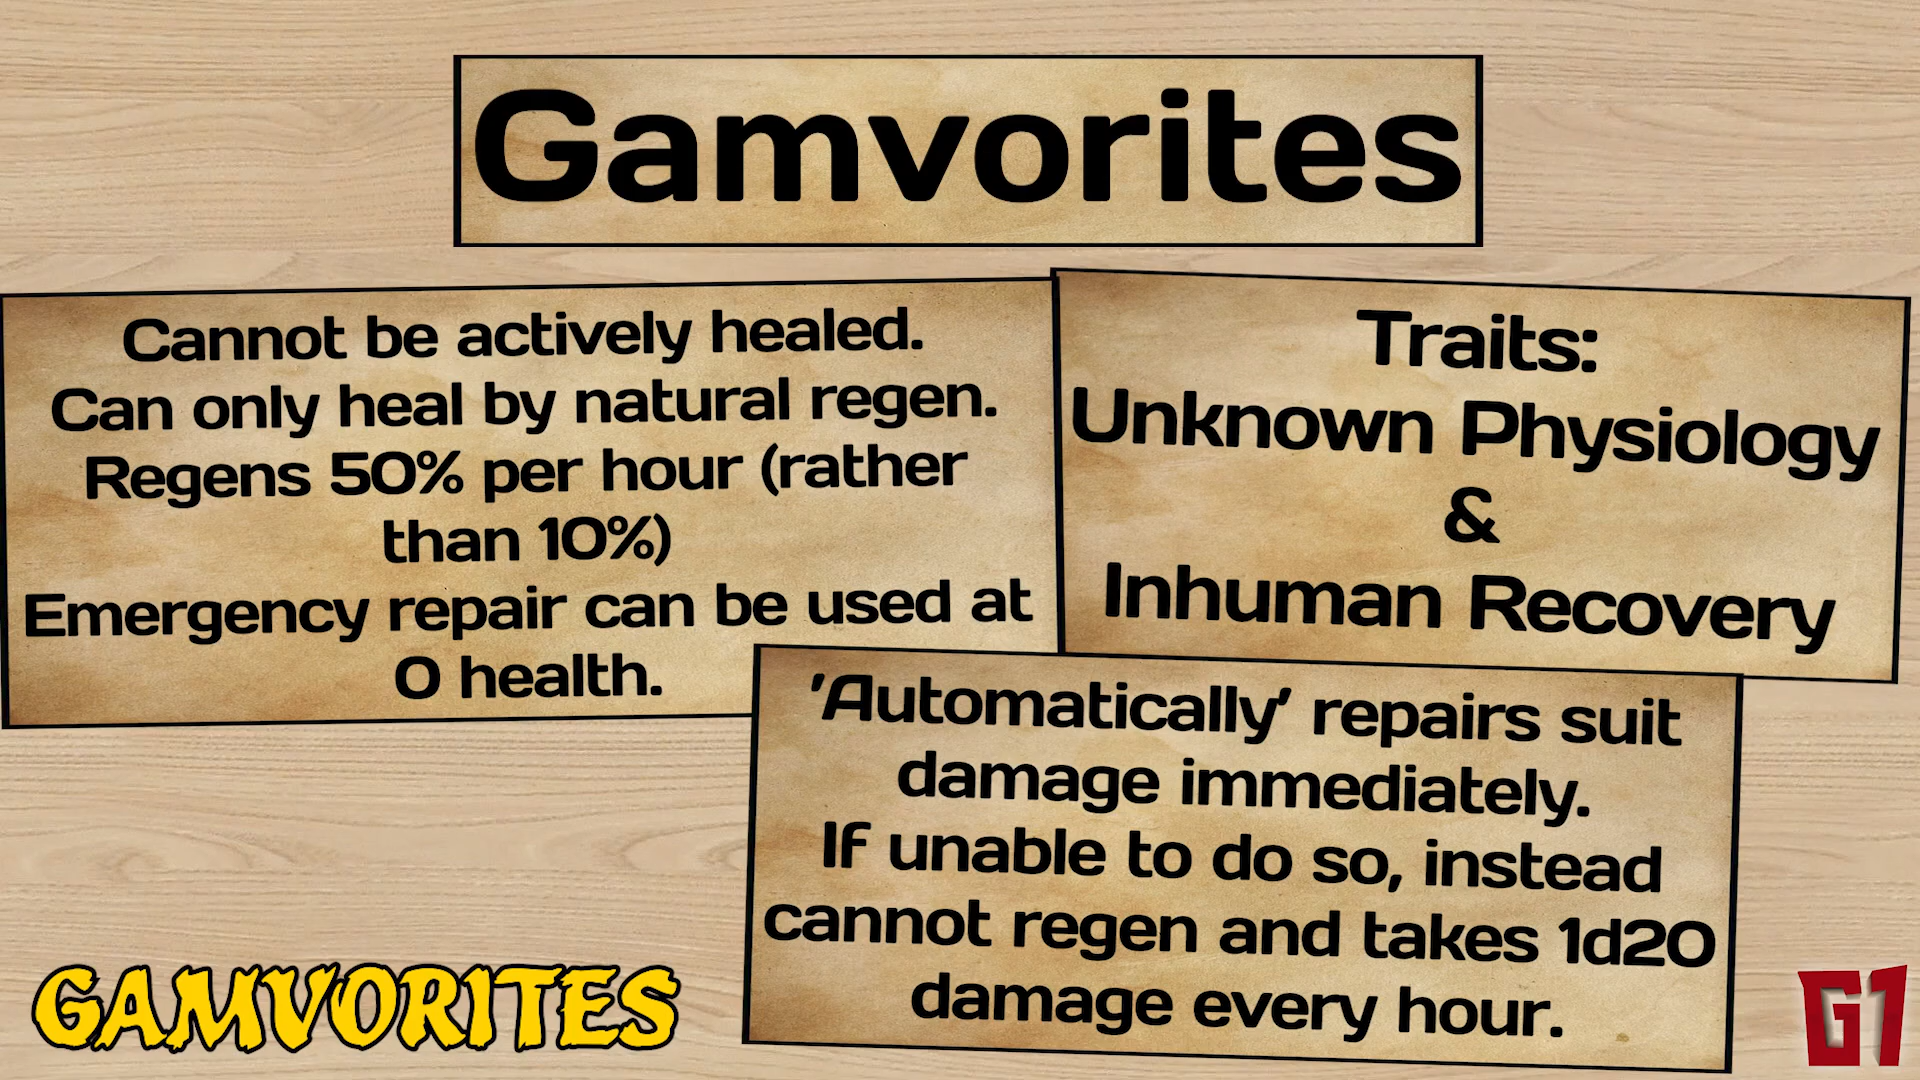 Gamvorites
Cannot be actively healed.
Can only heal by natural regen.
Regens 50% per hour (rather
than 10%)
Emergency repair can be used at
0 health.
Traits:
Unknown Physiology
&
Inhuman Recovery
'Automatically' repairs suit
damage immediately.
If unable to do so, instead
cannot regen and takes 1d20
damage every hour.
GAMVORITES
G1